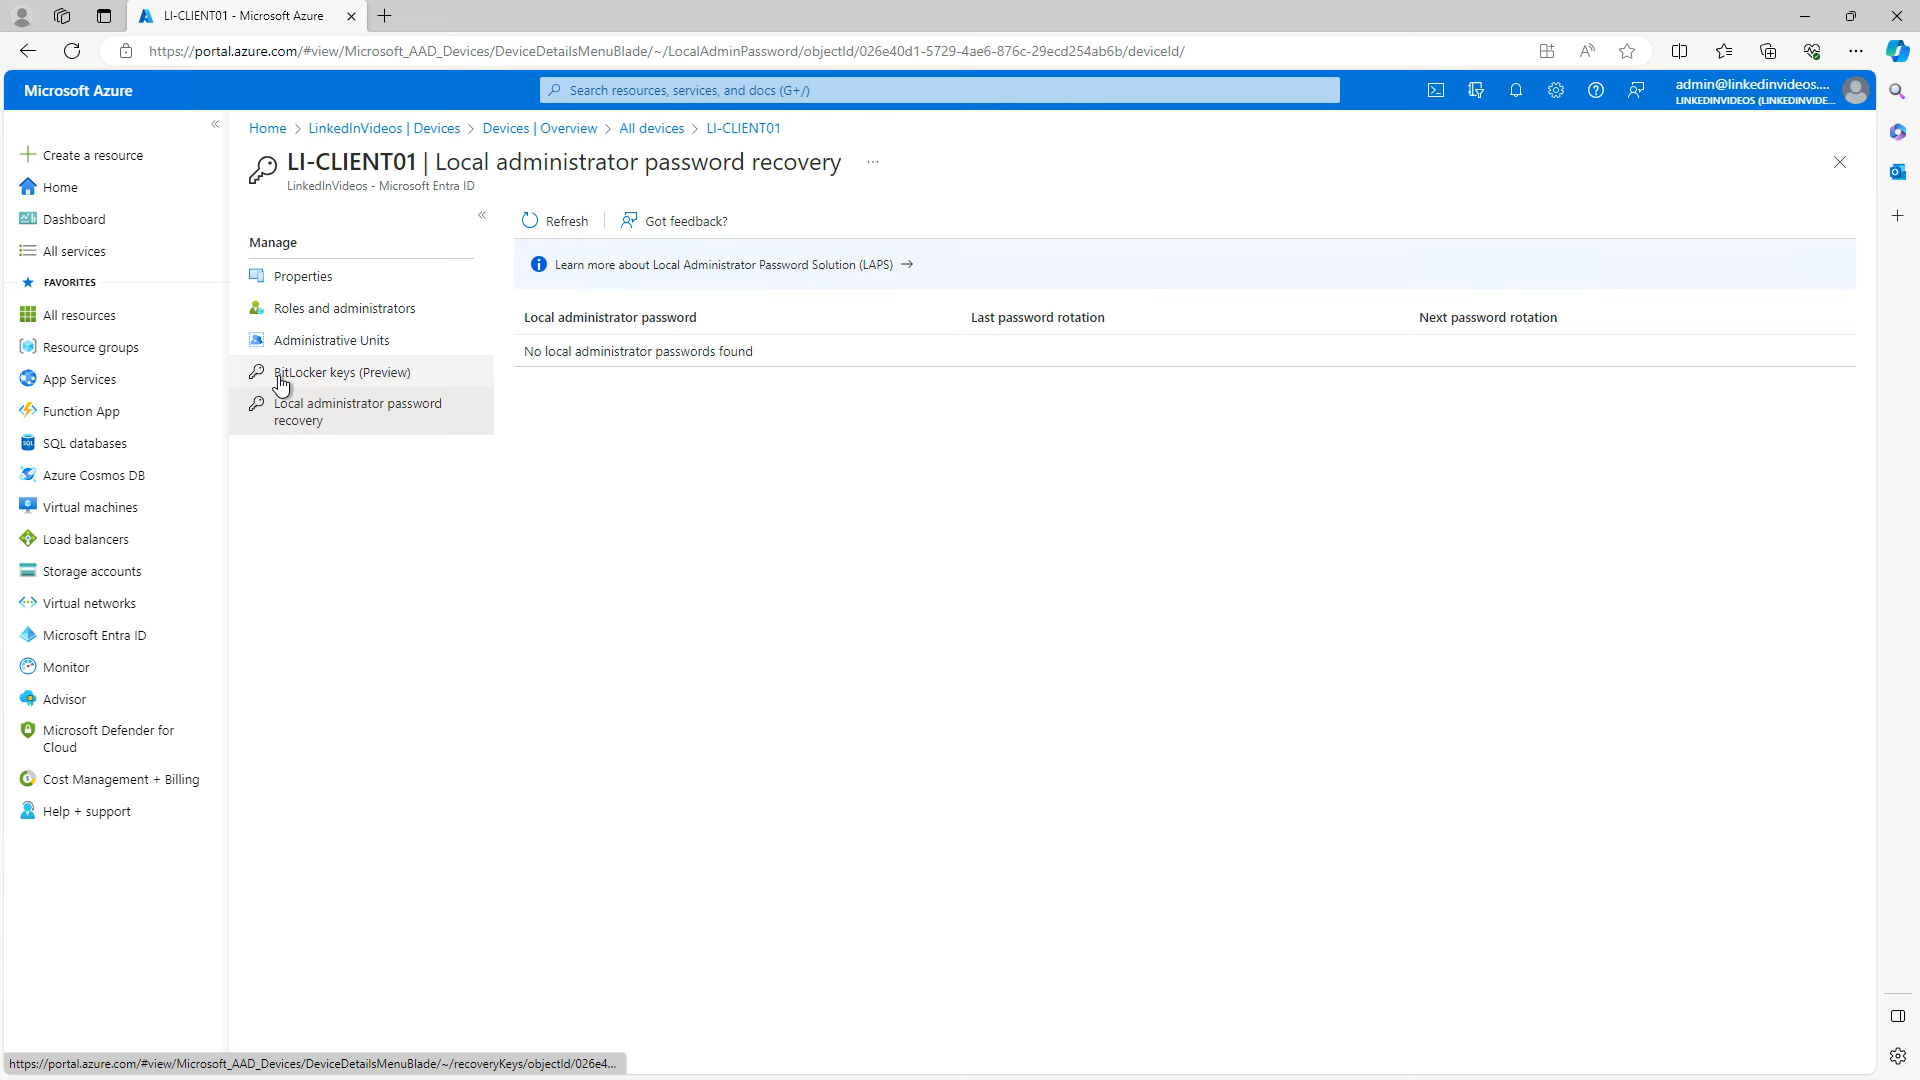 LI-CLIENT01 - Microsoft Azure
https://portal.azure.com/#view/Microsoft_AAD_Devices/DeviceDetailsMenuBlade/~/LocalAdminPassword/objectId/026e40d1-5729-4ae6-876c-29ecd254ab6b/deviceId/
Microsoft Azure
Search resources, services, and docs (G+/)
admin@linkedinvideos....
LINKEDINVIDEOS (LINKEDINVIDE...
Home > LinkedInVideos | Devices > Devices | Overview > All devices > LI-CLIENT01
LI-CLIENT01 | Local administrator password recovery ...
LinkedInVideos - Microsoft Entra ID
Create a resource
Home
Dashboard
All services
FAVORITES
All resources
Resource groups
App Services
Function App
SQL databases
Azure Cosmos DB
Virtual machines
Load balancers
Storage accounts
Virtual networks
Microsoft Entra ID
Monitor
Advisor
Microsoft Defender for
Cloud
Cost Management + Billing
Help + support
Manage
Properties
Roles and administrators
Administrative Units
BitLocker keys (Preview)
Local administrator password
recovery
Refresh
Got feedback?
Learn more about Local Administrator Password Solution (LAPS) →
Local administrator password
Last password rotation
Next password rotation
No local administrator passwords found
https://portal.azure.com/#view/Microsoft_AAD_Devices/DeviceDetailsMenuBlade/~/recoveryKeys/objectId/026e4...